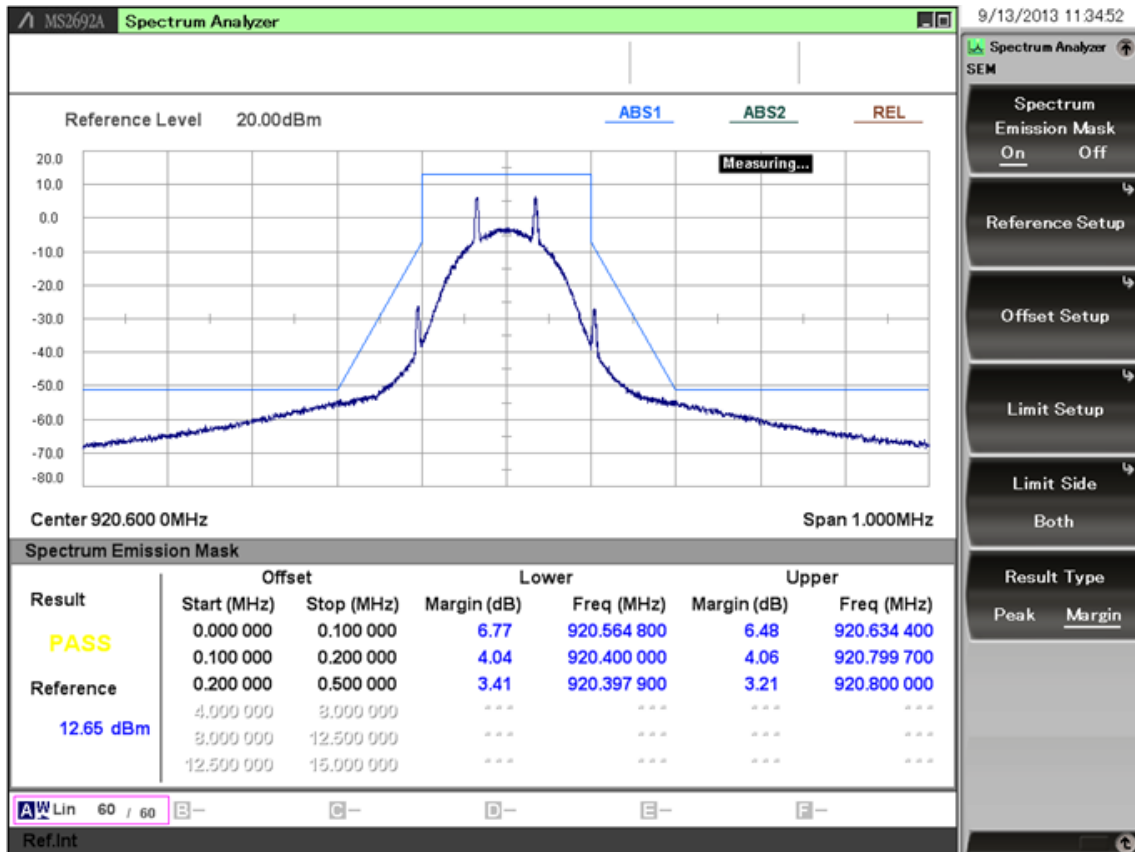 MS2692A Spectrum Analyzer
9/13/2013 11:34:52
Reference Level 20.00dBm
ABS1 ABS2 REL
Measuring...
20.0
10.0
0.0
-10.0
-20.0
-30.0
-40.0
-50.0
-60.0
-70.0
-80.0
Center 920.600 0MHz Span 1.000MHz
Spectrum Emission Mask
Offset Lower Upper
Result Start (MHz) Stop (MHz) Margin (dB) Freq (MHz) Margin (dB) Freq (MHz)
0.000 000 0.100 000 6.77 920.564 800 6.48 920.634 400
PASS
0.100 000 0.200 000 4.04 920.400 000 4.06 920.799 700
Reference 0.200 000 0.500 000 3.41 920.397 900 3.21 920.800 000
4.000 000 8.000 000 *** *** *** ***
12.65 dBm
8.000 000 12.500 000 *** *** *** ***
12.500 000 15.000 000 *** *** *** ***
A W Lin 60 / 60 B- C- D- E- F-
Ref.Int
Spectrum Analyzer
SEM
Spectrum
Emission Mask
On Off
Reference Setup
Offset Setup
Limit Setup
Limit Side
Both
Result Type
Peak Margin